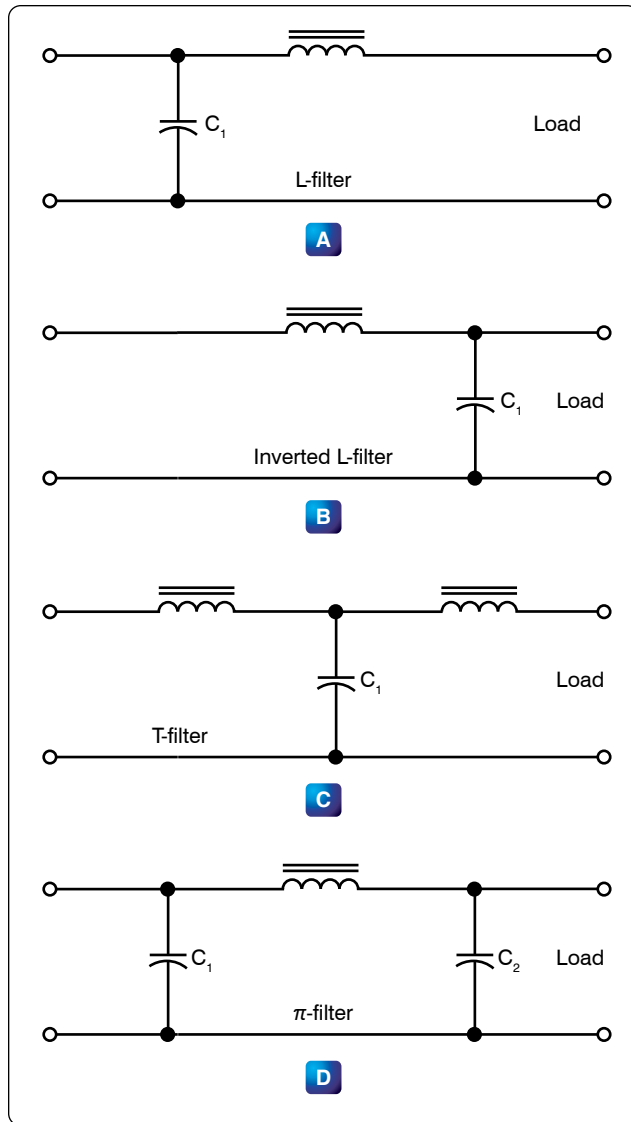 C₁
Load
L-filter
A
C₁
Load
Inverted L-filter
B
C₁
Load
T-filter
C
C₁
C₂
Load
π-filter
D